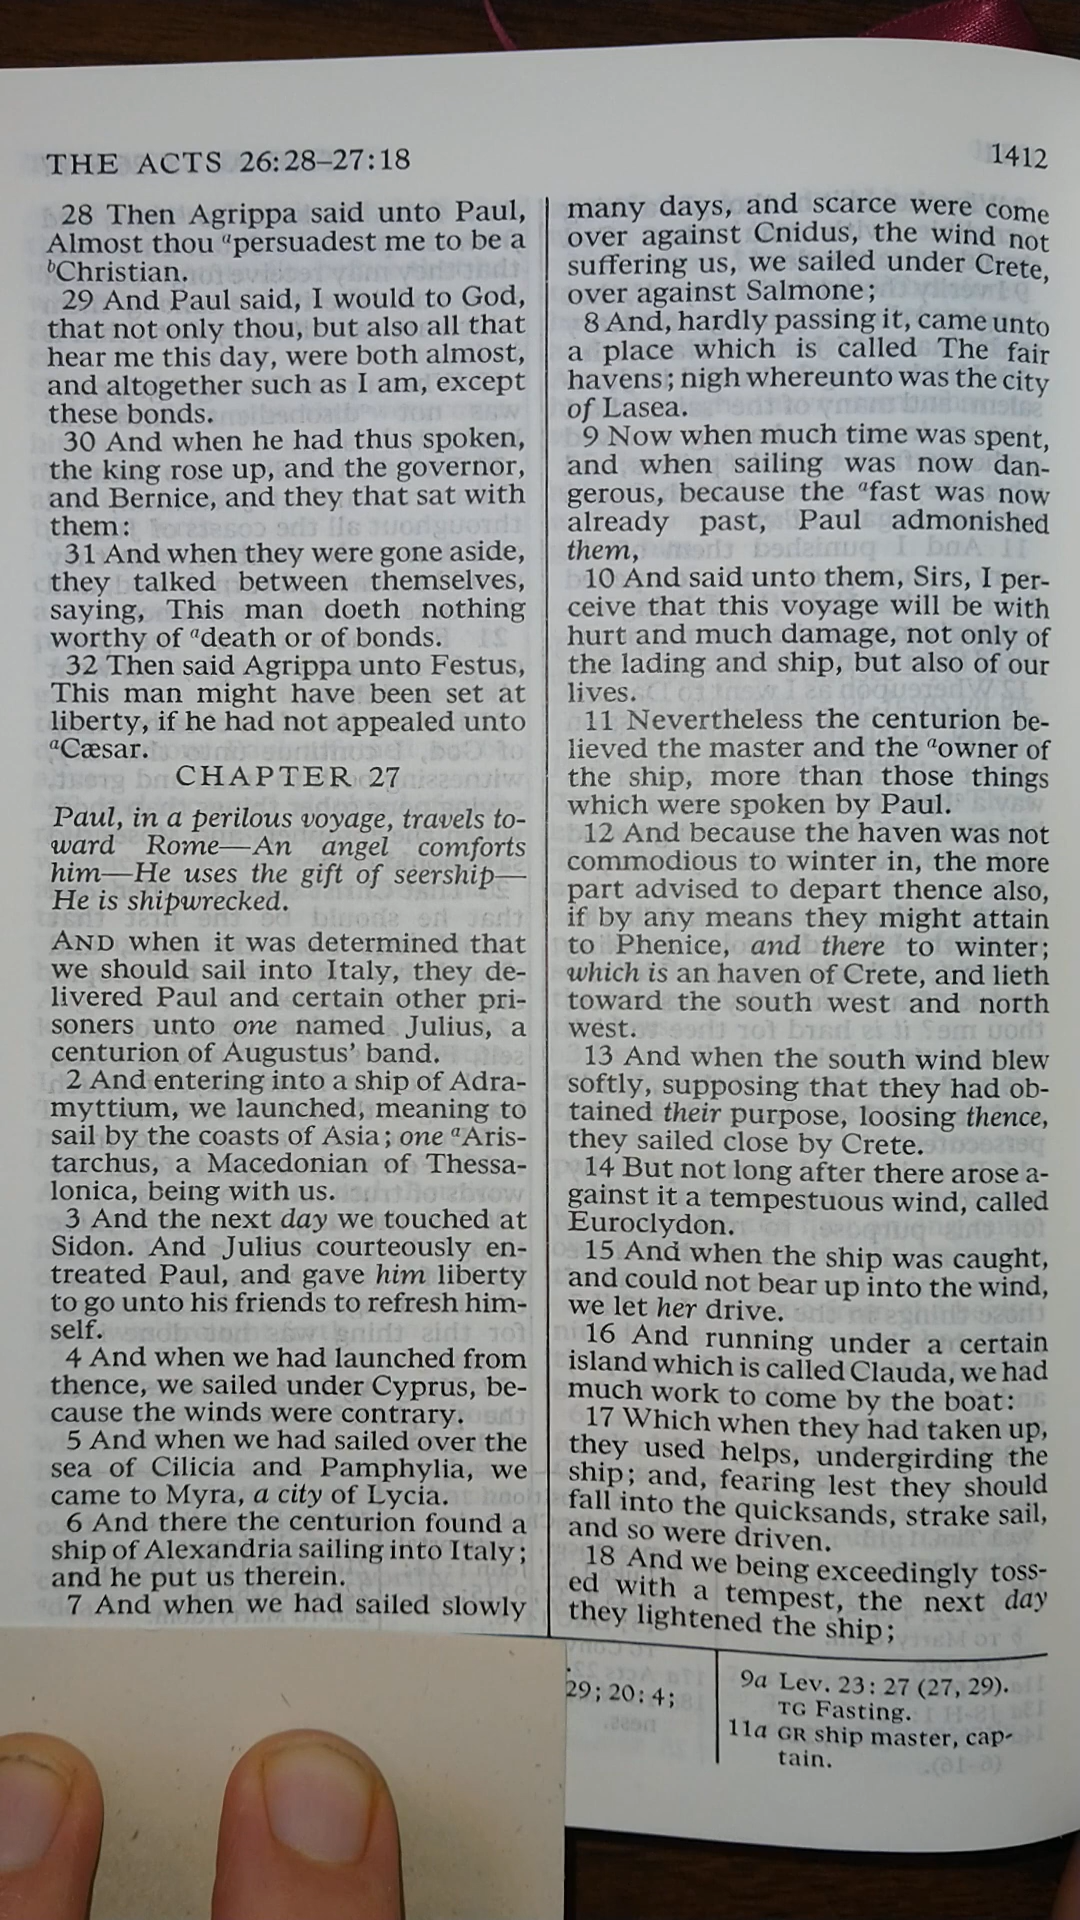 THE ACTS 26:28–27:18
1412
28 Then Agrippa said unto Paul,
Almost thou ᵃpersuadest me to be a
ᵇChristian.
29 And Paul said, I would to God,
that not only thou, but also all that
hear me this day, were both almost,
and altogether such as I am, except
these bonds.
30 And when he had thus spoken,
the king rose up, and the governor,
and Bernice, and they that sat with
them:
31 And when they were gone aside,
they talked between themselves,
saying, This man doeth nothing
worthy of ᵃdeath or of bonds.
32 Then said Agrippa unto Festus,
This man might have been set at
liberty, if he had not appealed unto
ᵃCæsar.
CHAPTER 27
Paul, in a perilous voyage, travels to-
ward Rome—An angel comforts
him—He uses the gift of seership—
He is shipwrecked.
AND when it was determined that
we should sail into Italy, they de-
livered Paul and certain other pri-
soners unto one named Julius, a
centurion of Augustus’ band.
2 And entering into a ship of Adra-
myttium, we launched, meaning to
sail by the coasts of Asia; one ᵃAris-
tarchus, a Macedonian of Thessa-
lonica, being with us.
3 And the next day we touched at
Sidon. And Julius courteously en-
treated Paul, and gave him liberty
to go unto his friends to refresh him-
self.
4 And when we had launched from
thence, we sailed under Cyprus, be-
cause the winds were contrary.
5 And when we had sailed over the
sea of Cilicia and Pamphylia, we
came to Myra, a city of Lycia.
6 And there the centurion found a
ship of Alexandria sailing into Italy;
and he put us therein.
7 And when we had sailed slowly
many days, and scarce were come
over against Cnidus, the wind not
suffering us, we sailed under Crete,
over against Salmone;
8 And, hardly passing it, came unto
a place which is called The fair
havens; nigh whereunto was the city
of Lasea.
9 Now when much time was spent,
and when sailing was now dan-
gerous, because the ᵃfast was now
already past, Paul admonished
them,
10 And said unto them, Sirs, I per-
ceive that this voyage will be with
hurt and much damage, not only of
the lading and ship, but also of our
lives.
11 Nevertheless the centurion be-
lieved the master and the ᵃowner of
the ship, more than those things
which were spoken by Paul.
12 And because the haven was not
commodious to winter in, the more
part advised to depart thence also,
if by any means they might attain
to Phenice, and there to winter;
which is an haven of Crete, and lieth
toward the south west and north
west.
13 And when the south wind blew
softly, supposing that they had ob-
tained their purpose, loosing thence,
they sailed close by Crete.
14 But not long after there arose a-
gainst it a tempestuous wind, called
Euroclydon.
15 And when the ship was caught,
and could not bear up into the wind,
we let her drive.
16 And running under a certain
island which is called Clauda, we had
much work to come by the boat:
17 Which when they had taken up,
they used helps, undergirding the
ship; and, fearing lest they should
fall into the quicksands, strake sail,
and so were driven.
18 And we being exceedingly toss-
ed with a tempest, the next day
they lightened the ship;
29; 20: 4;
9a Lev. 23: 27 (27, 29).
TG Fasting.
11a GR ship master, cap-
tain.